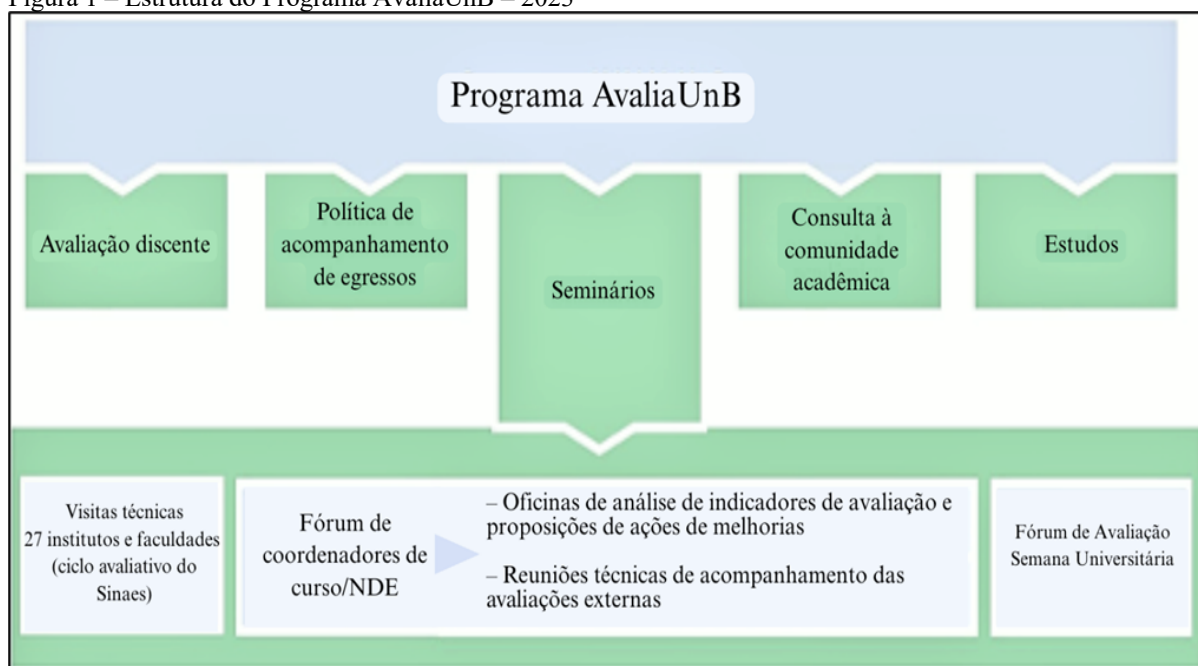 Figura 1 – Estrutura do Programa AvaliaUnB – 2023
Programa AvaliaUnB
Avaliação discente
Política de
acompanhamento
de egressos
Seminários
Consulta à
comunidade
acadêmica
Estudos
Visitas técnicas
27 institutos e faculdades
(ciclo avaliativo do
Sinaes)
Fórum de
coordenadores de
curso/NDE
– Oficinas de análise de indicadores de avaliação e
proposições de ações de melhorias
– Reuniões técnicas de acompanhamento das
avaliações externas
Fórum de Avaliação
Semana Universitária